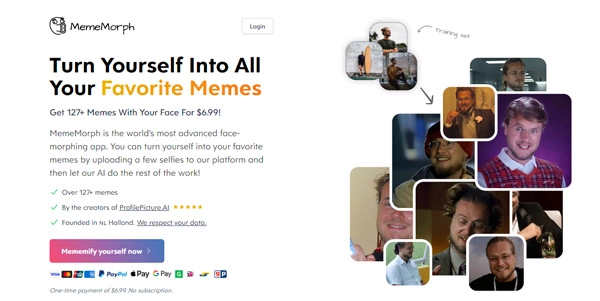 MemeMorph
Login
Training set
Turn Yourself Into All
Your Favorite Memes
Get 127+ Memes With Your Face For $6.99!
MemeMorph is the world's most advanced face-
morphing app. You can turn yourself into your favorite
memes by uploading a few selfies to our platform and
then let our AI do the rest of the work!
Over 127+ memes
By the creators of ProfilePicture.AI
Founded in NL Holland. We respect your data.
Mememify yourself now
VISA PayPal Pay G Pay
One-time payment of $6.99. No subscription.